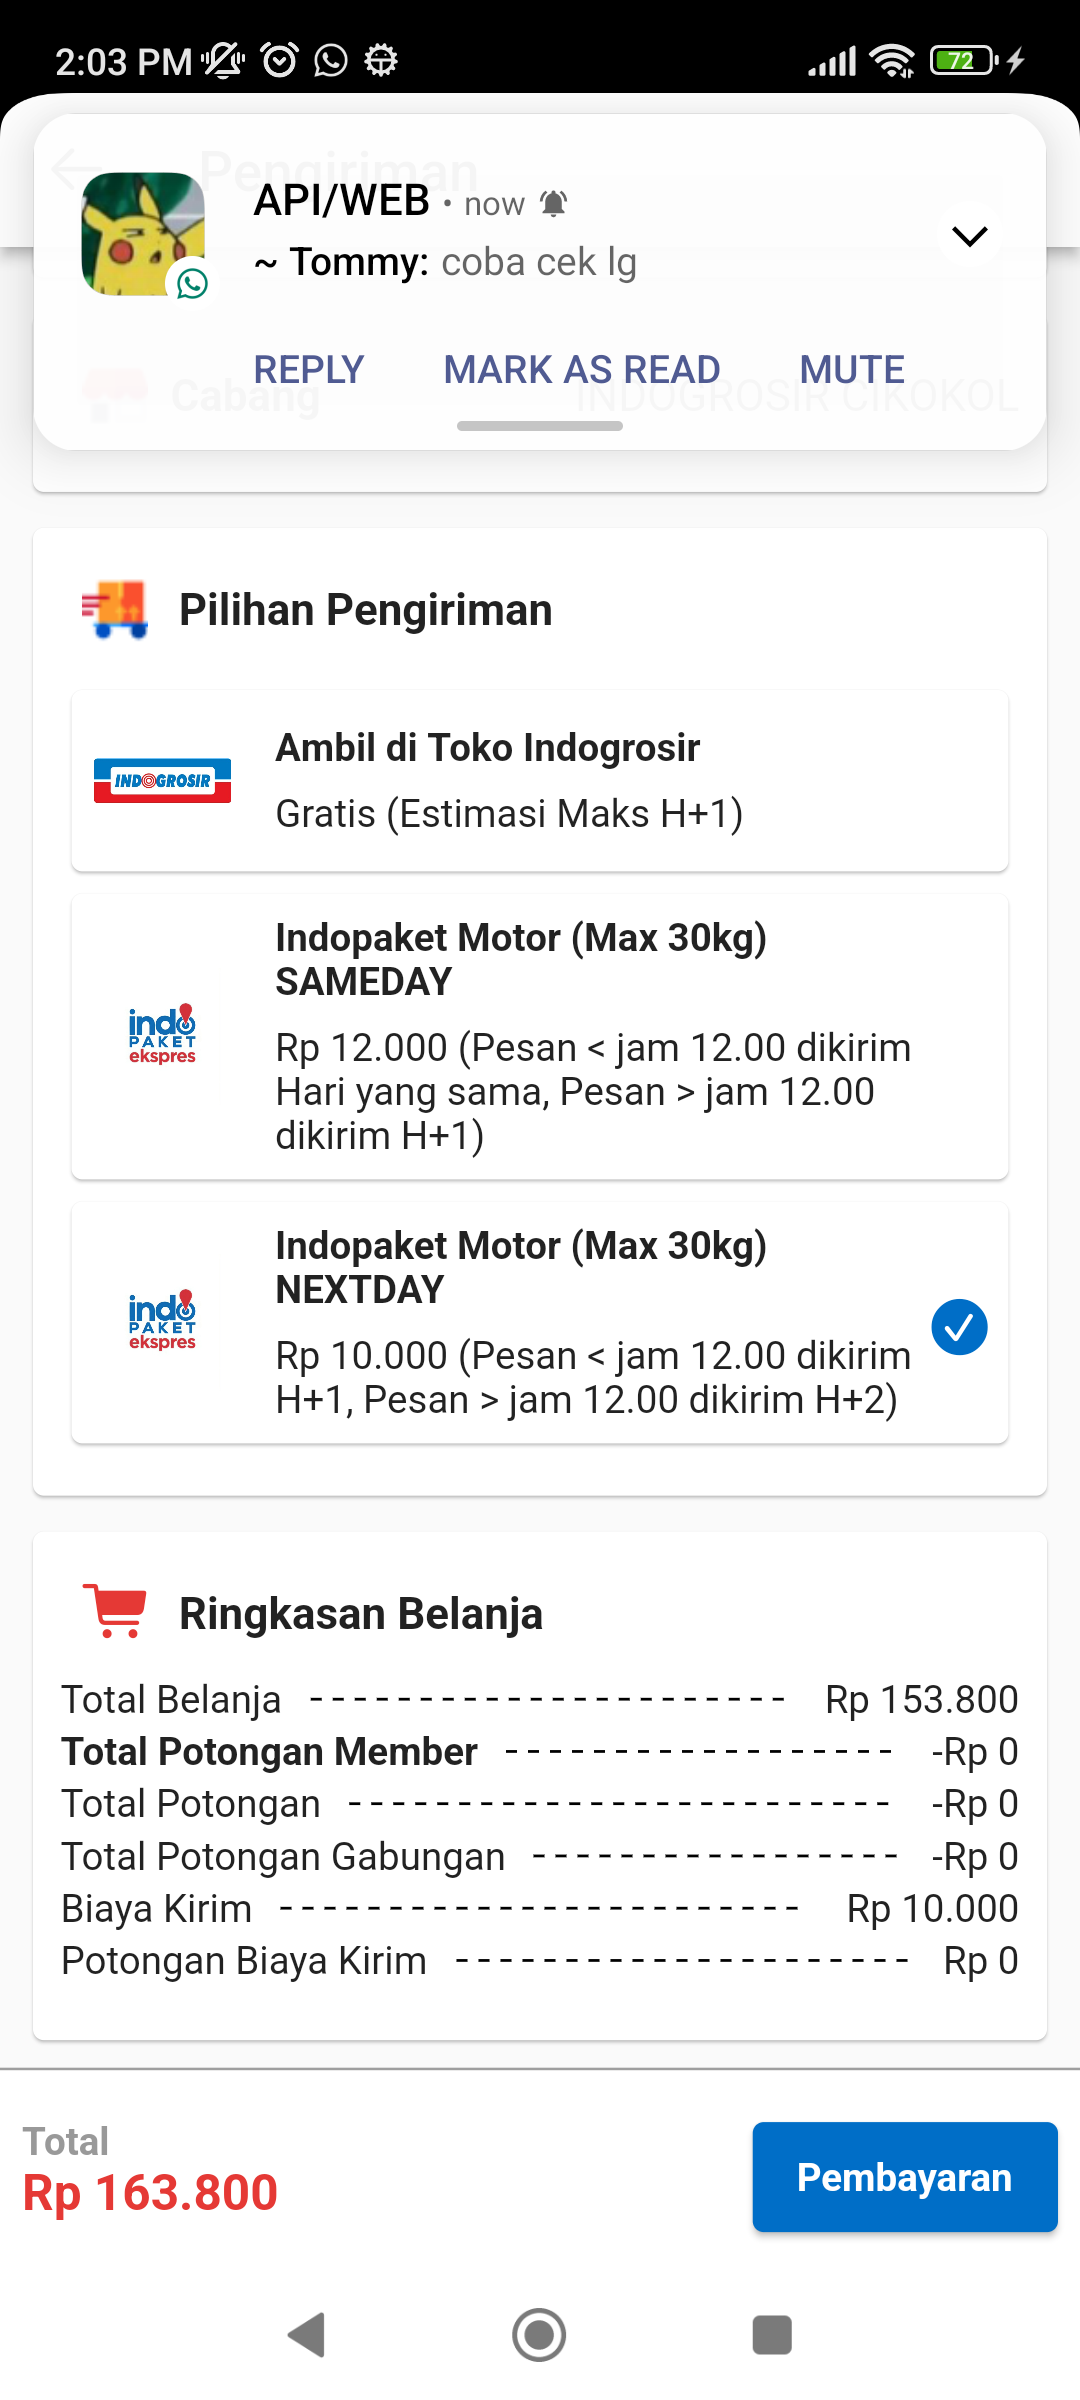 2:03 PM
72
Pengiriman
API/WEB • now
~ Tommy: coba cek lg
REPLY MARK AS READ MUTE
Cabang INDOGROSIR CIKOKOL
Pilihan Pengiriman
INDOGROSIR
Ambil di Toko Indogrosir
Gratis (Estimasi Maks H+1)
indo
PAKET
ekspres
Indopaket Motor (Max 30kg)
SAMEDAY
Rp 12.000 (Pesan < jam 12.00 dikirim
Hari yang sama, Pesan > jam 12.00
dikirim H+1)
indo
PAKET
ekspres
Indopaket Motor (Max 30kg)
NEXTDAY
Rp 10.000 (Pesan < jam 12.00 dikirim
H+1, Pesan > jam 12.00 dikirim H+2)
Ringkasan Belanja
Total Belanja ---------------------- Rp 153.800
Total Potongan Member ------------------ -Rp 0
Total Potongan ------------------------- -Rp 0
Total Potongan Gabungan ----------------- -Rp 0
Biaya Kirim ------------------------ Rp 10.000
Potongan Biaya Kirim --------------------- Rp 0
Total
Rp 163.800
Pembayaran